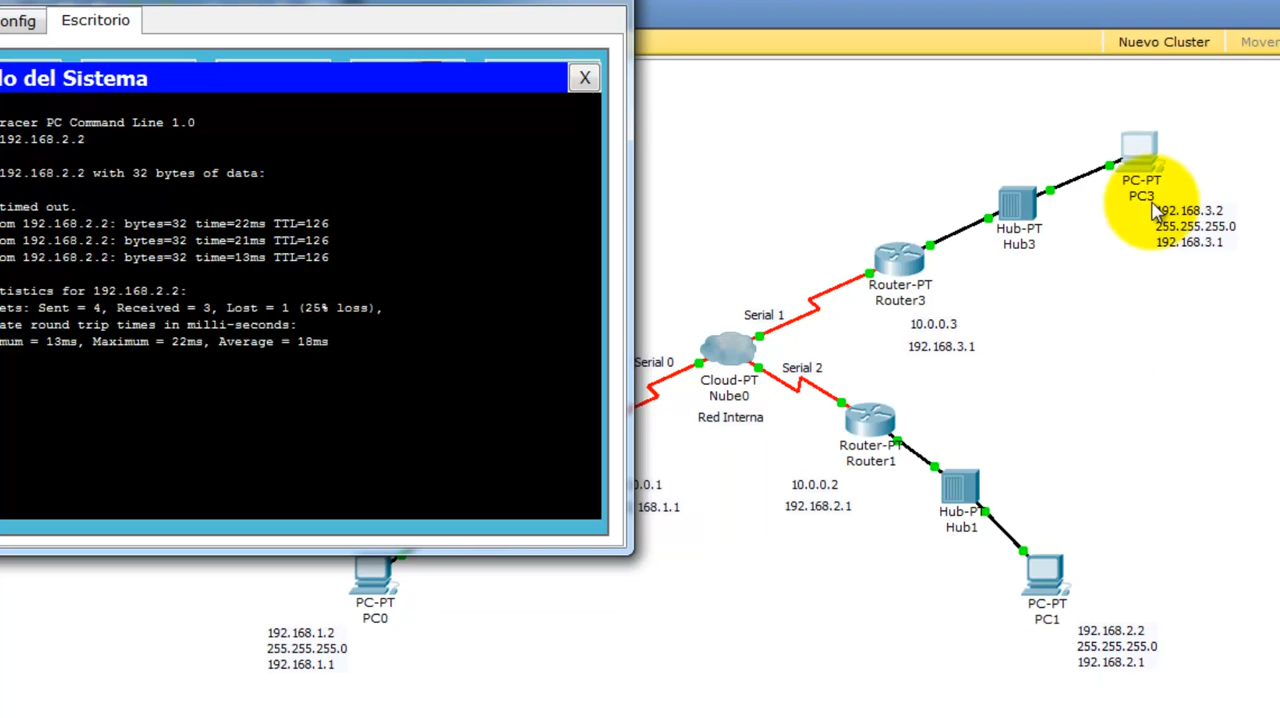 onfig
Escritorio
lo del Sistema
X
racer PC Command Line 1.0
192.168.2.2
192.168.2.2 with 32 bytes of data:
timed out.
om 192.168.2.2: bytes=32 time=22ms TTL=126
om 192.168.2.2: bytes=32 time=21ms TTL=126
om 192.168.2.2: bytes=32 time=13ms TTL=126
tistics for 192.168.2.2:
ets: Sent = 4, Received = 3, Lost = 1 (25% loss),
ate round trip times in milli-seconds:
mum = 13ms, Maximum = 22ms, Average = 18ms
Nuevo Cluster
Mover
PC-PT
PC3
192.168.3.2
255.255.255.0
192.168.3.1
Hub-PT
Hub3
Router-PT
Router3
10.0.0.3
192.168.3.1
Serial 1
Serial 0
Serial 2
Cloud-PT
Nube0
Red Interna
Router-PT
Router1
10.0.0.2
192.168.2.1
0.0.1
168.1.1
Hub-PT
Hub1
PC-PT
PC0
192.168.1.2
255.255.255.0
192.168.1.1
PC-PT
PC1
192.168.2.2
255.255.255.0
192.168.2.1